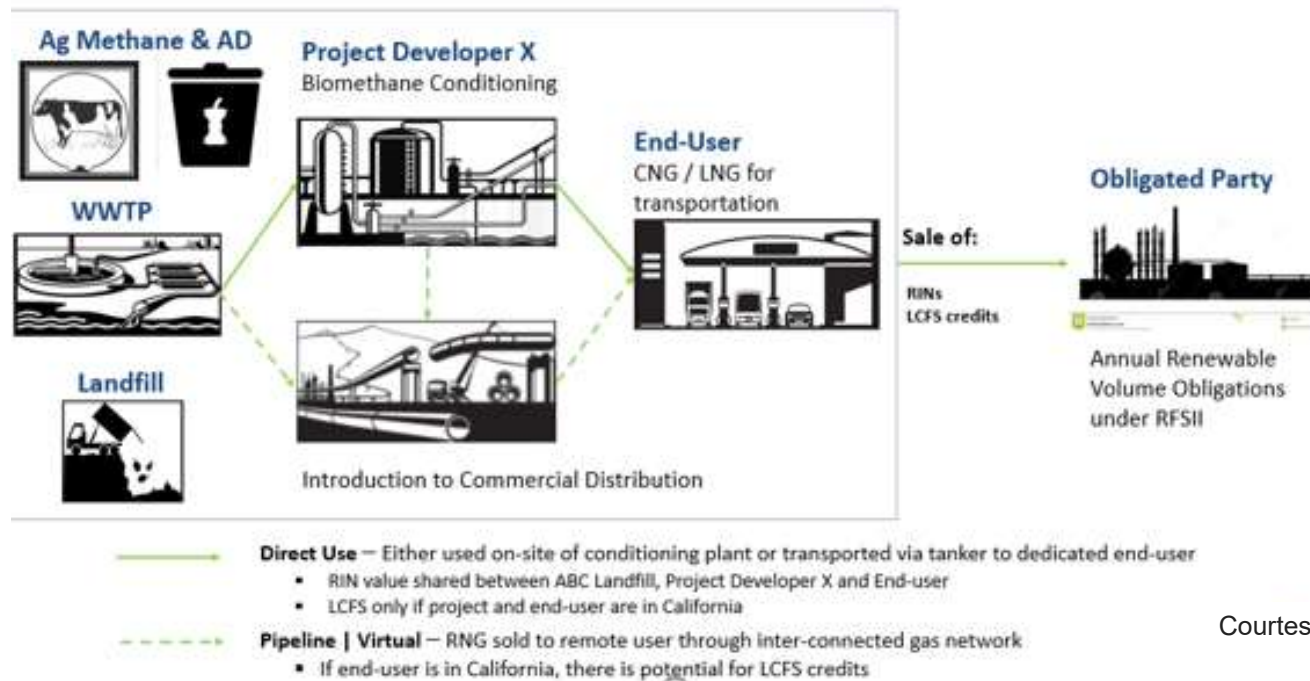 Ag Methane & AD
Project Developer X
Biomethane Conditioning
WWTP
Landfill
Introduction to Commercial Distribution
End-User
CNG / LNG for
transportation
Sale of:
RINs
LCFS credits
Obligated Party
Annual Renewable
Volume Obligations
under RFSII
Direct Use – Either used on-site of conditioning plant or transported via tanker to dedicated end-user
▪ RIN value shared between ABC Landfill, Project Developer X and End-user
▪ LCFS only if project and end-user are in California
Pipeline | Virtual – RNG sold to remote user through inter-connected gas network
▪ If end-user is in California, there is potential for LCFS credits
Courtes